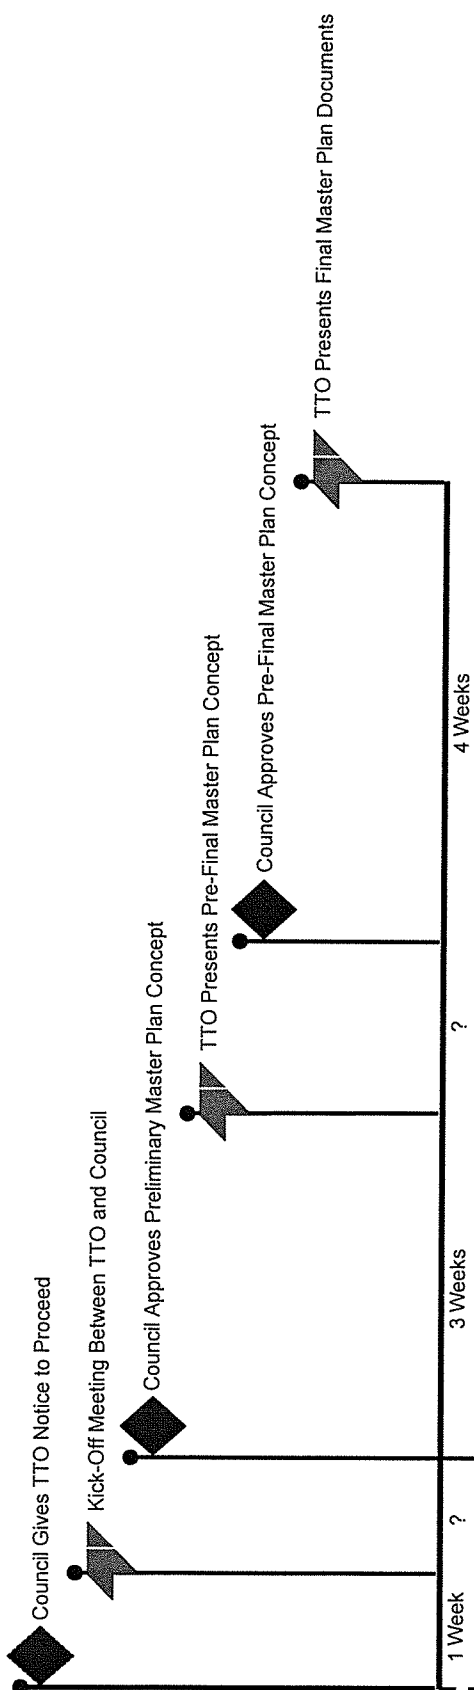 Council Gives TTO Notice to Proceed
Kick-Off Meeting Between TTO and Council
Council Approves Preliminary Master Plan Concept
TTO Presents Pre-Final Master Plan Concept
Council Approves Pre-Final Master Plan Concept
TTO Presents Final Master Plan Documents
1 Week
?
3 Weeks
?
4 Weeks